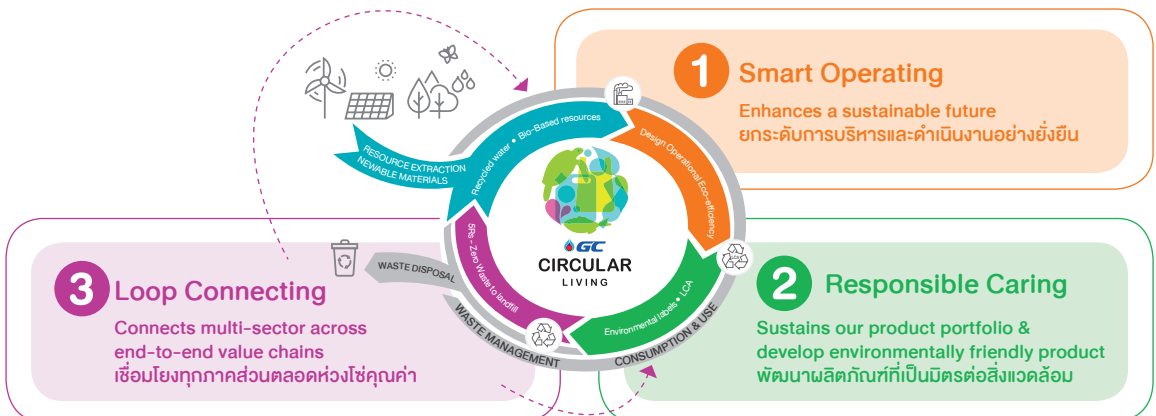 1 Smart Operating
Enhances a sustainable future
ยกระดับการบริหารและดำเนินงานอย่างยั่งยืน
RESOURCE EXTRACTION
NEWABLE MATERIALS
Recycled water • Bio-Based resources
Design Operational Eco-efficiency
GC
CIRCULAR
LIVING
LCA
Environmental labels • LCA
CONSUMPTION & USE
5Rs - Zero Waste to landfill
WASTE MANAGEMENT
WASTE DISPOSAL
2 Responsible Caring
Sustains our product portfolio &
develop environmentally friendly product
พัฒนาผลิตภัณฑ์ที่เป็นมิตรต่อสิ่งแวดล้อม
3 Loop Connecting
Connects multi-sector across
end-to-end value chains
เชื่อมโยงทุกภาคส่วนตลอดห่วงโซ่คุณค่า